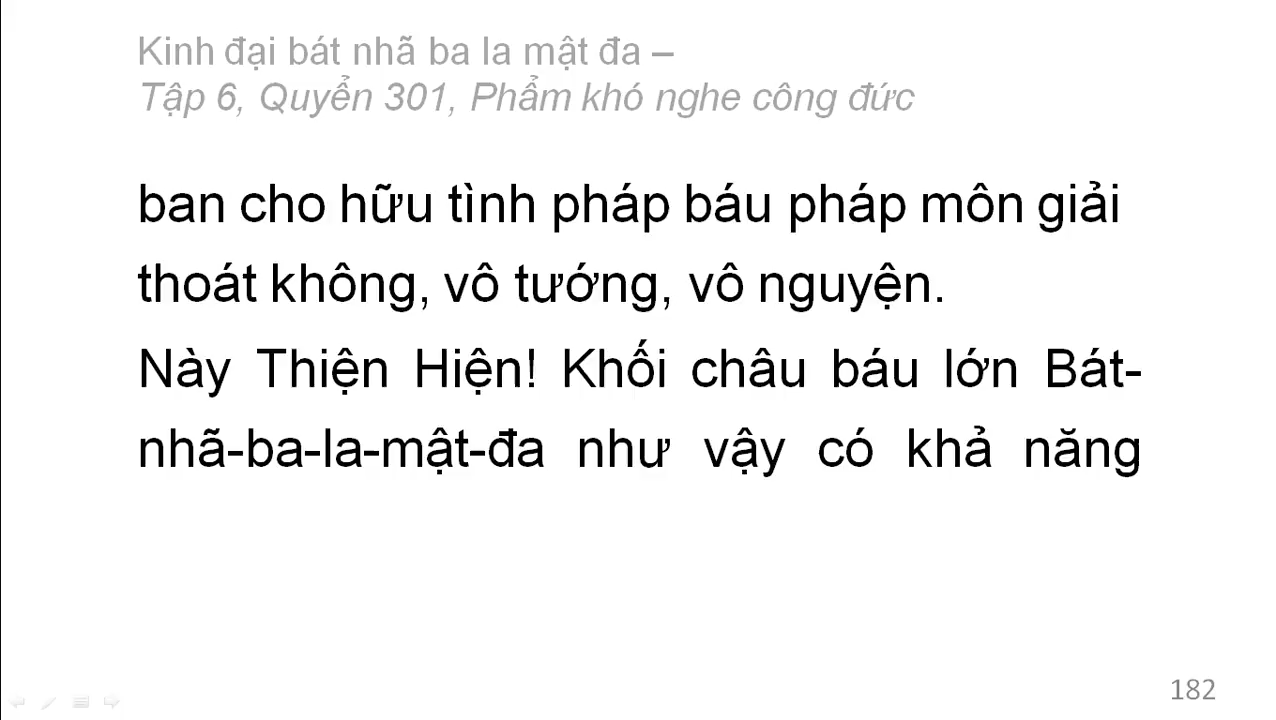 Kinh đại bát nhã ba la mật đa –
Tập 6, Quyển 301, Phẩm khó nghe công đức
ban cho hữu tình pháp báu pháp môn giải
thoát không, vô tướng, vô nguyện.
Này Thiện Hiện! Khối châu báu lớn Bát-
nhã-ba-la-mật-đa như vậy có khả năng
182